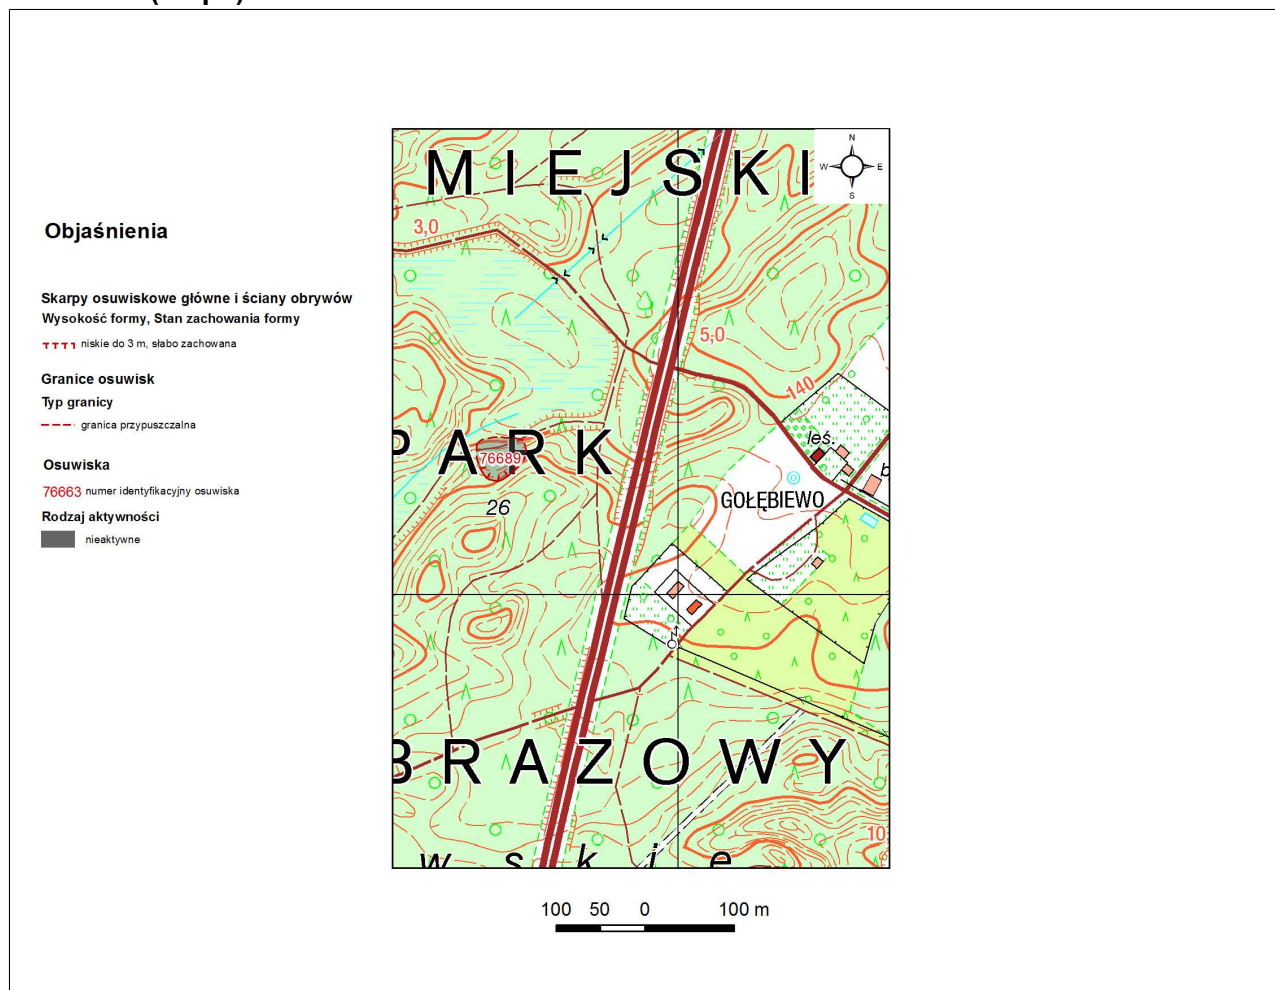 Objaśnienia
Skarpy osuwiskowe główne i ściany obrywów
Wysokość formy, Stan zachowania formy
niskie do 3 m, słabo zachowana
Granice osuwisk
Typ granicy
granica przypuszczalna
Osuwiska
76663 numer identyfikacyjny osuwiska
Rodzaj aktywności
nieaktywne
MIEJSKI
N
W E
S
3,0
5,0
140
leś.
b
PARK
76689
26
GOŁĘBIEWO
BRAZOWY
10
w s k i e
100 50 0 100 m